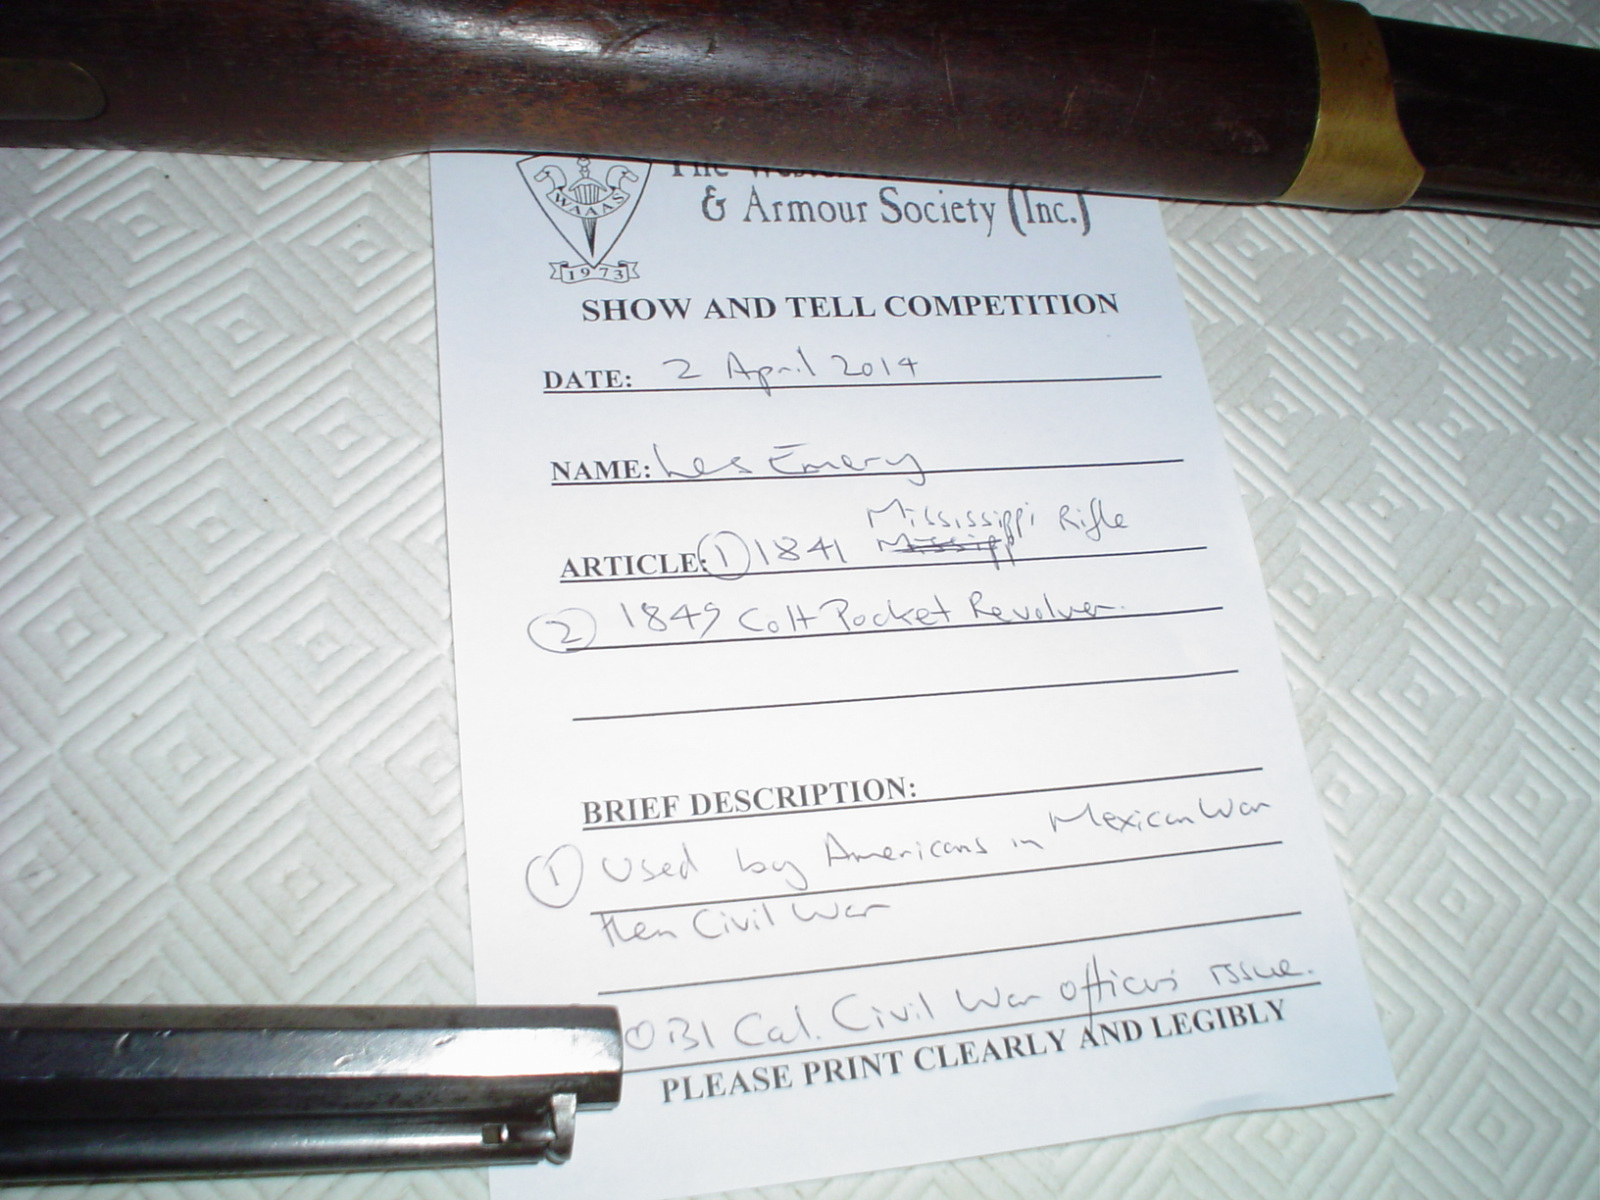 WAAAS
1973
The Western
& Armour Society (Inc.)
SHOW AND TELL COMPETITION
DATE: 2 April 2014
NAME: Les Emery
ARTICLE: ① 1841 Mississippi Rifle
② 1849 Colt Pocket Revolver.
BRIEF DESCRIPTION:
① Used by Americans in Mexican War
then Civil War
031 Cal. Civil War officers issue.
PLEASE PRINT CLEARLY AND LEGIBLY